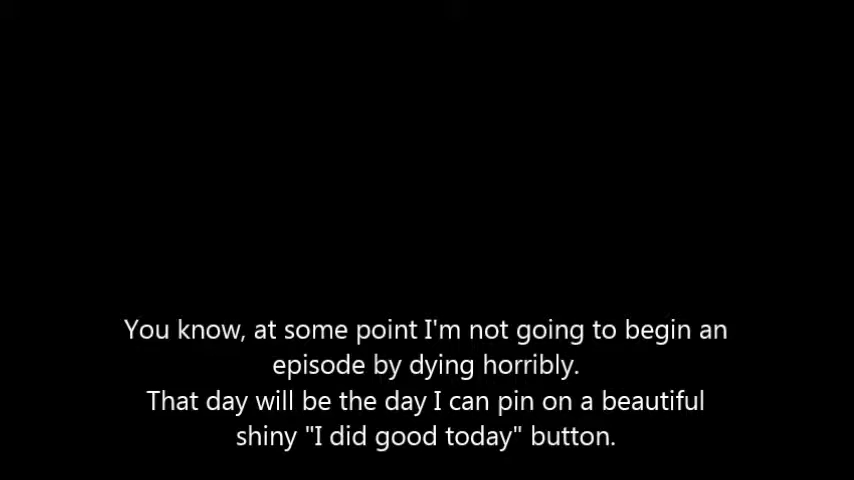 You know, at some point I'm not going to begin an
episode by dying horribly.
That day will be the day I can pin on a beautiful
shiny "I did good today" button.